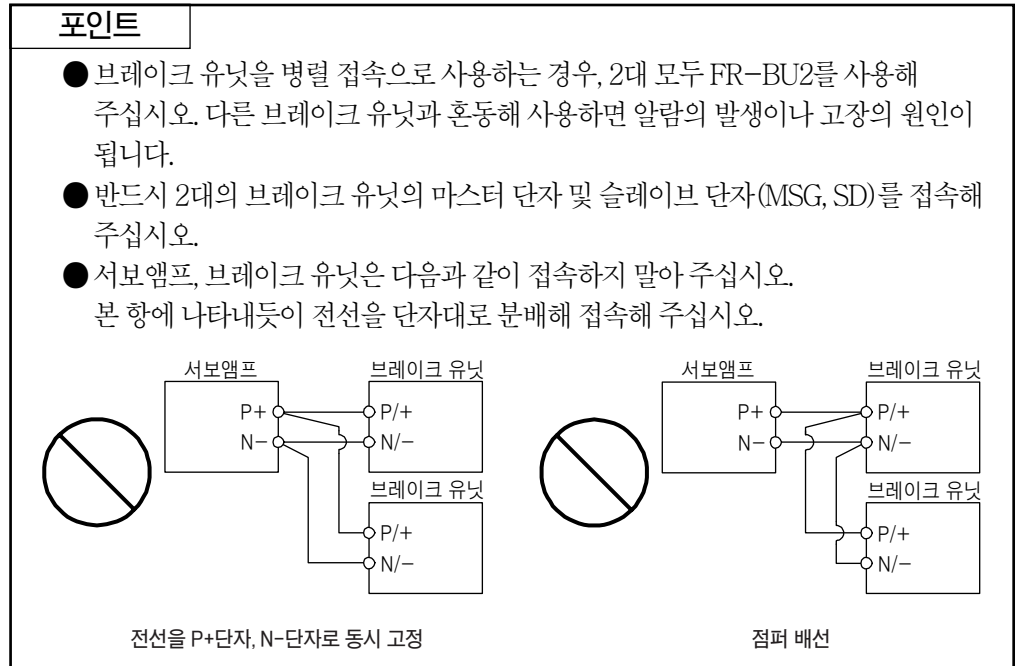 포인트
● 브레이크 유닛을 병렬 접속으로 사용하는 경우, 2대 모두 FR-BU2를 사용해
주십시오. 다른 브레이크 유닛과 혼동해 사용하면 알람의 발생이나 고장의 원인이
됩니다.
● 반드시 2대의 브레이크 유닛의 마스터 단자 및 슬레이브 단자(MSG, SD)를 접속해
주십시오.
● 서보앰프, 브레이크 유닛은 다음과 같이 접속하지 말아 주십시오.
본 항에 나타내듯이 전선을 단자대로 분배해 접속해 주십시오.
서보앰프
브레이크 유닛
P+
P/+
N-
N/-
브레이크 유닛
P/+
N/-
전선을 P+단자, N-단자로 동시 고정
서보앰프
브레이크 유닛
P+
P/+
N-
N/-
브레이크 유닛
P/+
N/-
점퍼 배선